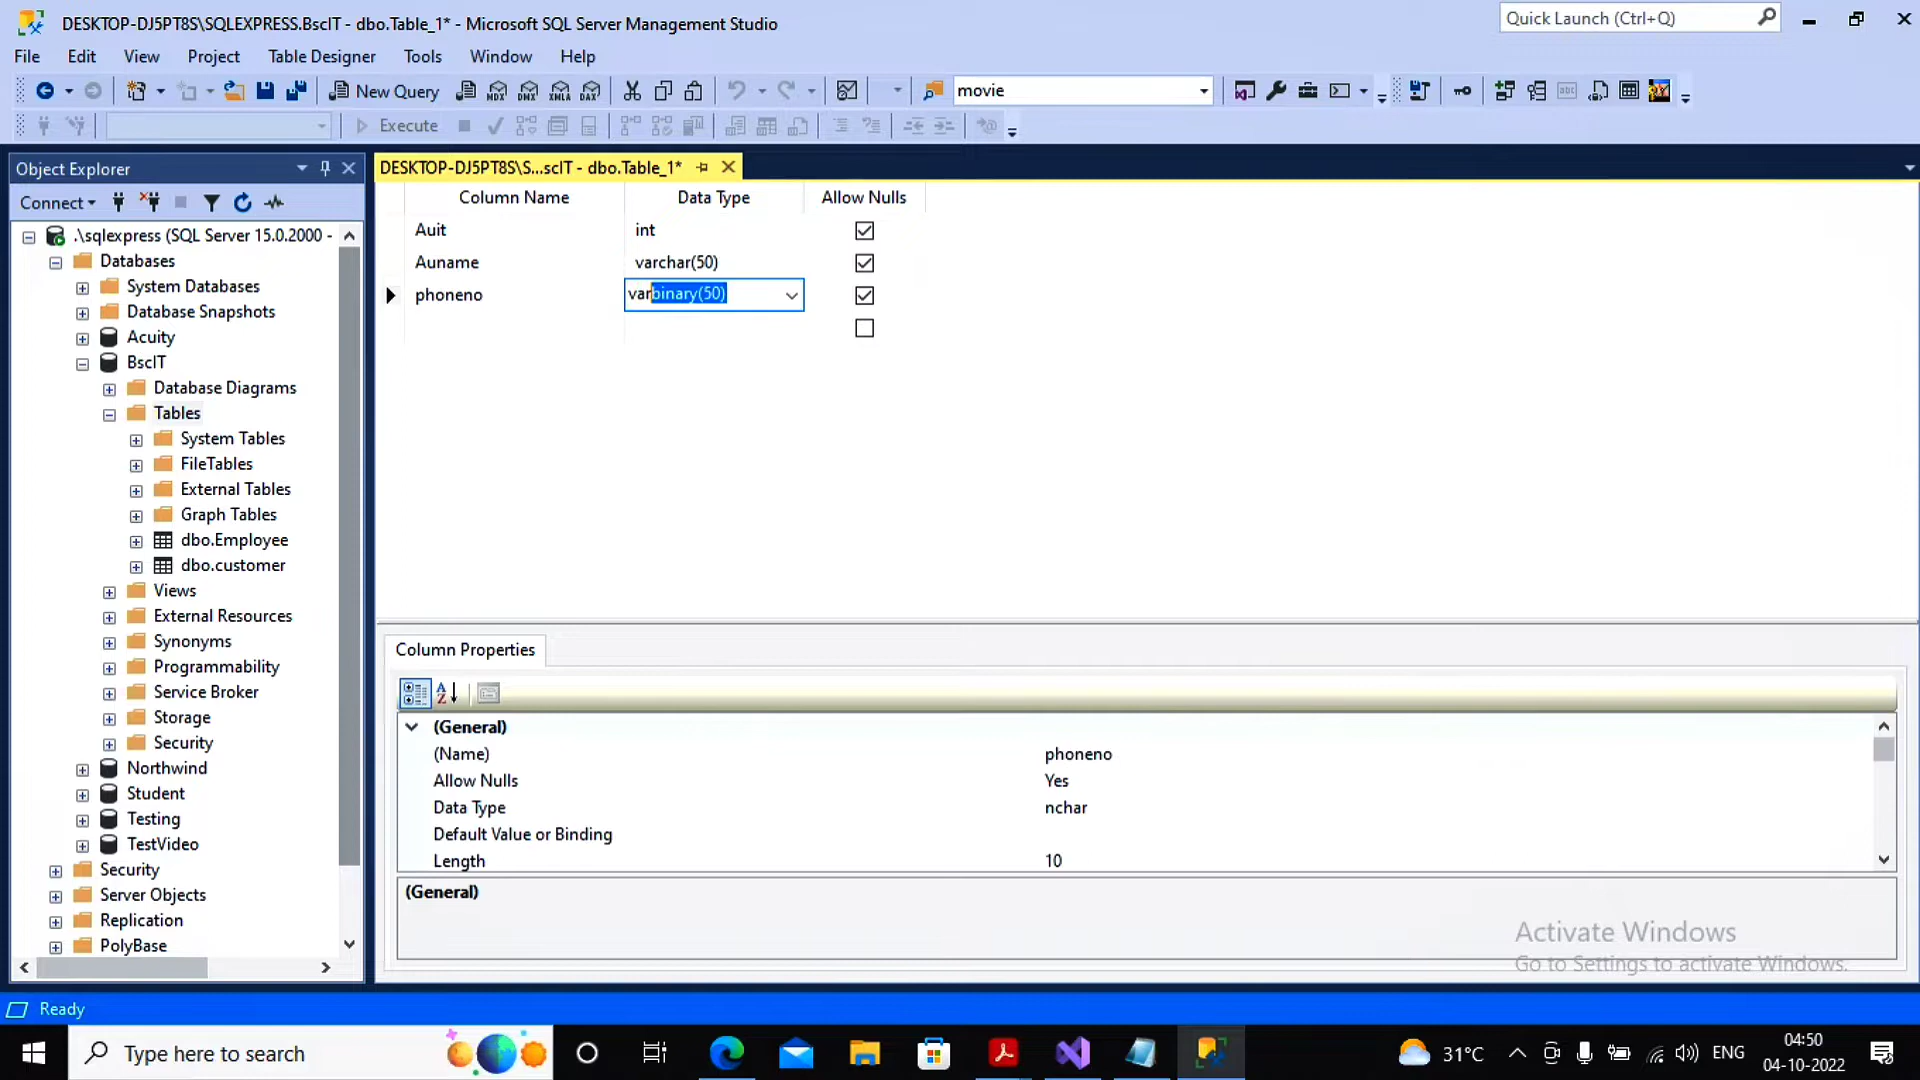 DESKTOP-DJ5PT8S\SQLEXPRESS.BscIT - dbo.Table_1* - Microsoft SQL Server Management Studio
Quick Launch (Ctrl+Q)
File Edit View Project Table Designer Tools Window Help
New Query MDX DMX XMLA DAX movie
Execute
Object Explorer
DESKTOP-DJ5PT8S\S...scIT - dbo.Table_1*
Connect
Column Name Data Type Allow Nulls
Auit int
Auname varchar(50)
phoneno varbinary(50)
.\sqlexpress (SQL Server 15.0.2000 -
Databases
System Databases
Database Snapshots
Acuity
BscIT
Database Diagrams
Tables
System Tables
FileTables
External Tables
Graph Tables
dbo.Employee
dbo.customer
Views
External Resources
Synonyms
Programmability
Service Broker
Storage
Security
Northwind
Student
Testing
TestVideo
Security
Server Objects
Replication
PolyBase
Column Properties
(General)
(Name) phoneno
Allow Nulls Yes
Data Type nchar
Default Value or Binding
Length 10
(General)
Activate Windows
Go to Settings to activate Windows.
Ready
Type here to search
31°C
ENG
04:50
04-10-2022